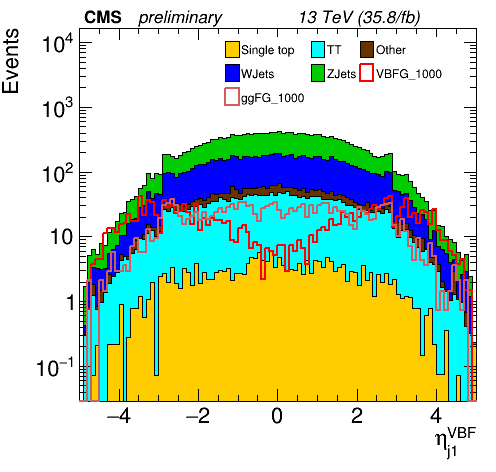 CMS preliminary 13 TeV (35.8/fb)
Events
10⁴
10³
10²
10
1
10⁻¹
Single top TT Other
WJets ZJets VBFG_1000
ggFG_1000
−4 −2 0 2 4
η_{j1}^{VBF}